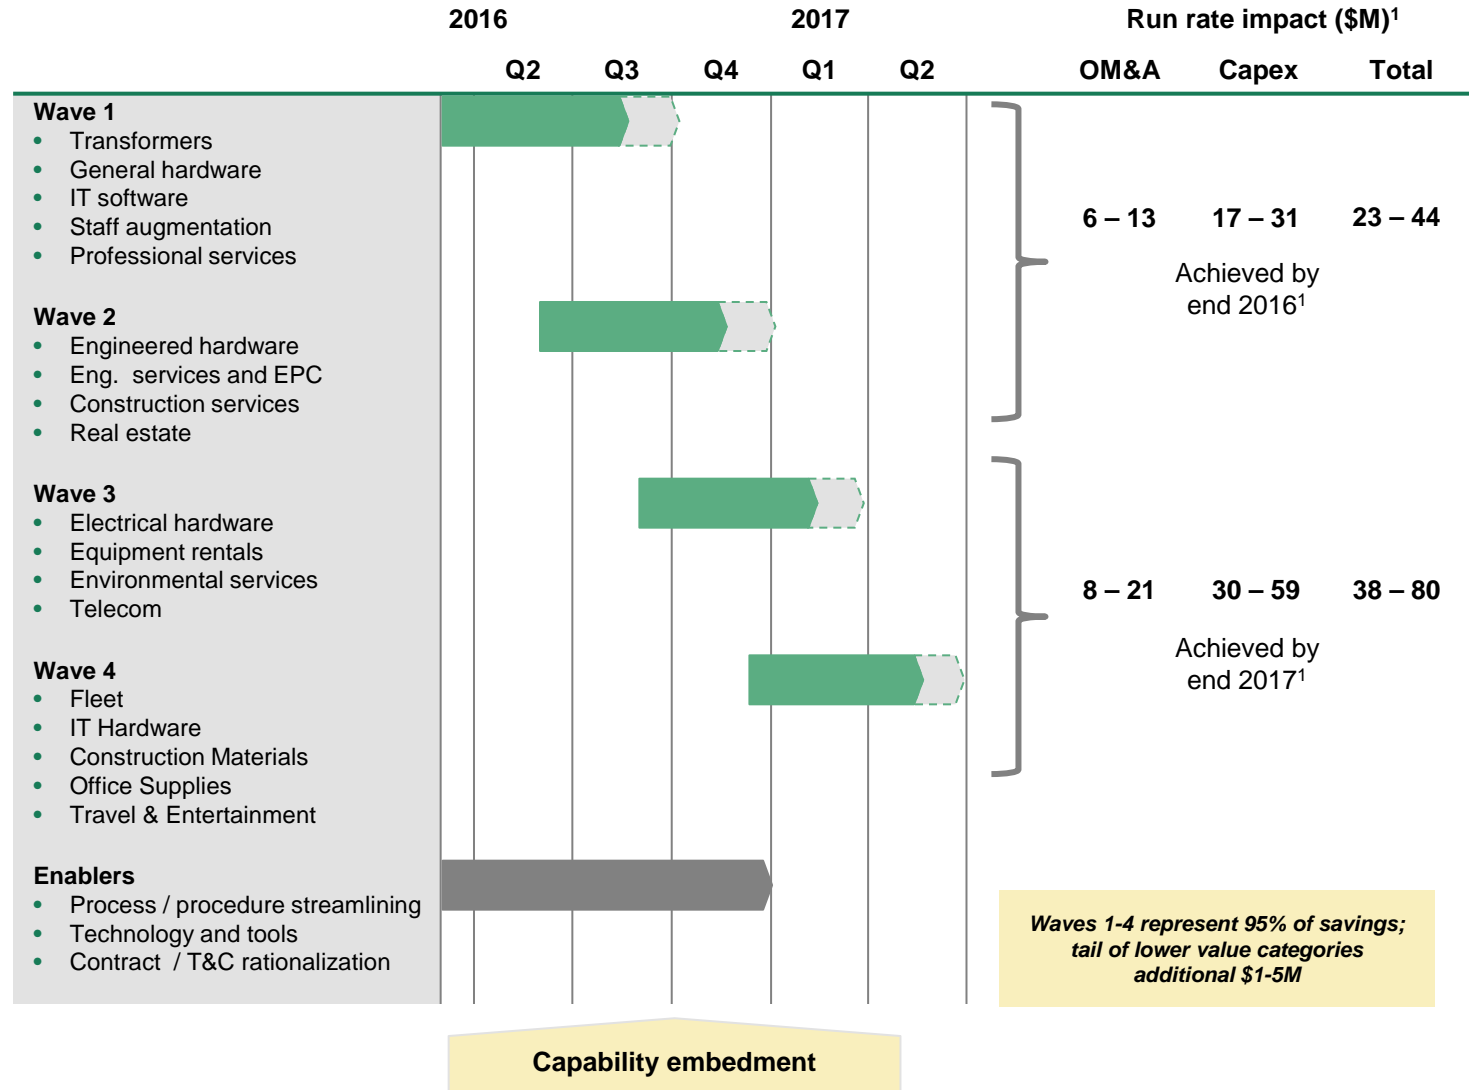 2016 2017 Run rate impact ($M)¹
Q2 Q3 Q4 Q1 Q2 OM&A Capex Total
Wave 1
• Transformers
• General hardware
• IT software
• Staff augmentation
• Professional services
6 – 13 17 – 31 23 – 44
Achieved by
end 2016¹
Wave 2
• Engineered hardware
• Eng. services and EPC
• Construction services
• Real estate
Wave 3
• Electrical hardware
• Equipment rentals
• Environmental services
• Telecom
8 – 21 30 – 59 38 – 80
Achieved by
end 2017¹
Wave 4
• Fleet
• IT Hardware
• Construction Materials
• Office Supplies
• Travel & Entertainment
Enablers
• Process / procedure streamlining
• Technology and tools
• Contract / T&C rationalization
Waves 1-4 represent 95% of savings;
tail of lower value categories
additional $1-5M
Capability embedment